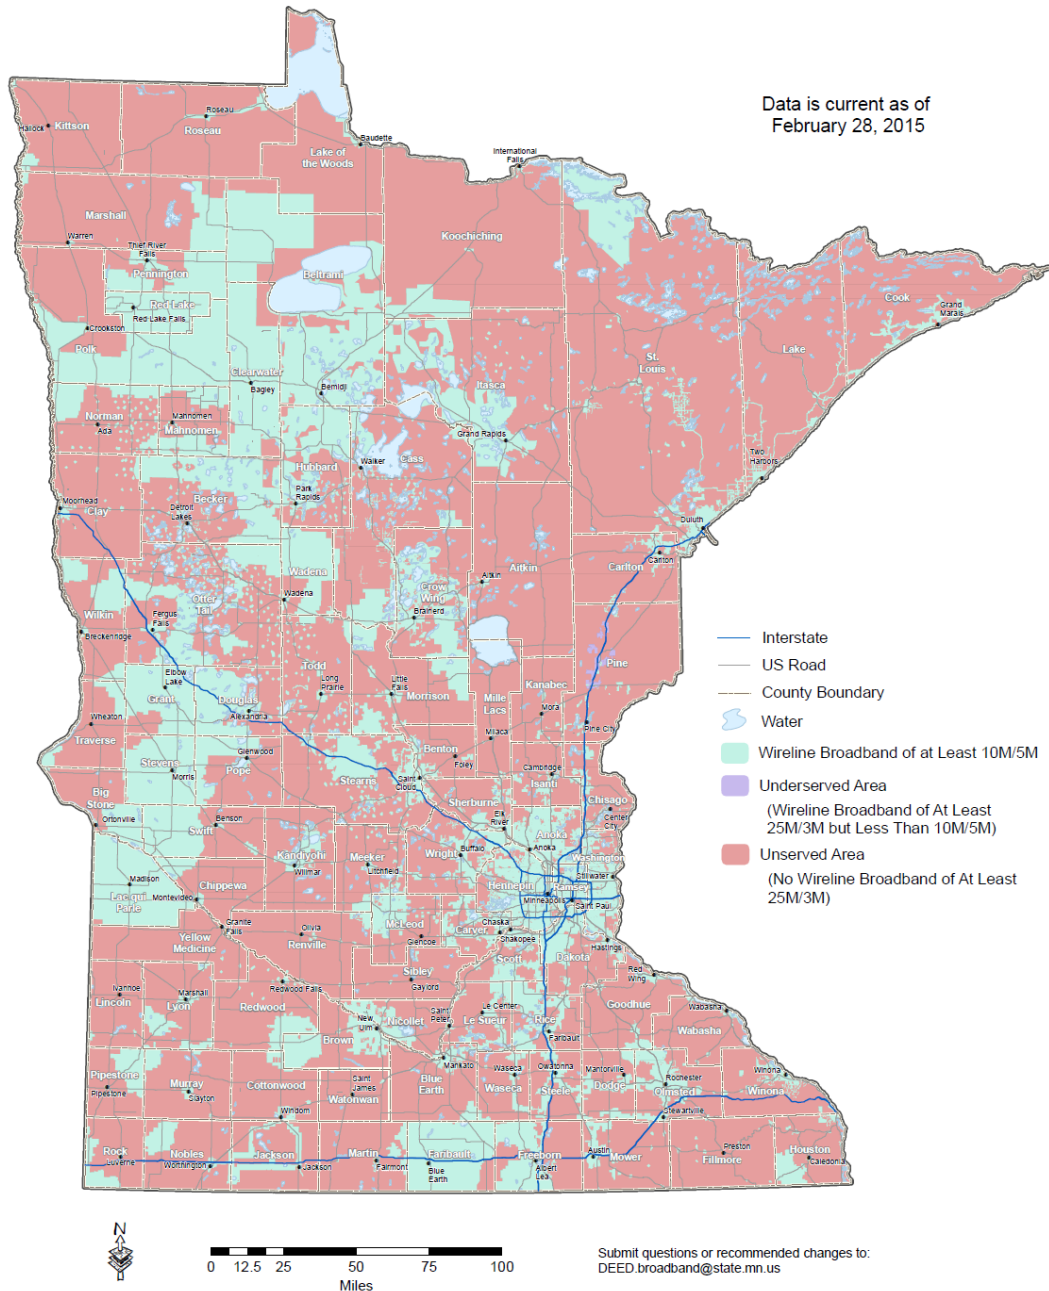 Data is current as of
February 28, 2015
Roseau
Hallock
Kittson
Roseau
Baudette
Lake of
the Woods
International
Falls
Marshall
Koochiching
Warren
Thief River
Falls
Pennington
Beltrami
Red Lake
Red Lake Falls
Cook
Grand
Marais
Crookston
Polk
Lake
St.
Louis
Clearwater
Bagley
Bemidji
Itasca
Norman
Ada
Mahnomen
Mahnomen
Grand Rapids
Walker
Cass
Hubbard
Two
Harbors
Park
Rapids
Moorhead
Clay
Becker
Detroit
Lakes
Duluth
Carlton
Carlton
Aitkin
Aitkin
Wadena
Wadena
Crow
Wing
Brainerd
Otter
Tail
Fergus
Falls
Wilkin
Breckenridge
Interstate
US Road
County Boundary
Water
Wireline Broadband of at Least 10M/5M
Underserved Area
(Wireline Broadband of At Least
25M/3M but Less Than 10M/5M)
Unserved Area
(No Wireline Broadband of At Least
25M/3M)
Pine
Todd
Long
Prairie
Little
Falls
Morrison
Mille
Lacs
Kanabec
Mora
Elbow
Lake
Grant
Douglas
Alexandria
Wheaton
Traverse
Pine City
Milaca
Benton
Foley
Glenwood
Pope
Stevens
Morris
Stearns
Saint
Cloud
Cambridge
Isanti
Big
Stone
Ortonville
Sherburne
Elk
River
Chisago
Center
City
Swift
Benson
Anoka
Anoka
Kandiyohi
Willmar
Meeker
Litchfield
Wright
Buffalo
Washington
Stillwater
Hennepin
Ramsey
Minneapolis
Saint Paul
Madison
Lac qui
Parle
Montevideo
Chippewa
Granite
Falls
Yellow
Medicine
Olivia
Renville
McLeod
Glencoe
Carver
Chaska
Shakopee
Scott
Dakota
Hastings
Red
Wing
Sibley
Gaylord
Ivanhoe
Lincoln
Marshall
Lyon
Redwood Falls
Redwood
Goodhue
Wabasha
Wabasha
New
Ulm
Nicollet
Saint
Peter
Le Center
Le Sueur
Rice
Faribault
Brown
Mankato
Blue
Earth
Waseca
Waseca
Owatonna
Steele
Mantorville
Dodge
Rochester
Olmsted
Stewartville
Winona
Winona
Pipestone
Pipestone
Murray
Slayton
Cottonwood
Windom
Saint
James
Watonwan
Rock
Luverne
Nobles
Worthington
Jackson
Jackson
Martin
Fairmont
Faribault
Blue
Earth
Freeborn
Albert
Lea
Austin
Mower
Preston
Fillmore
Houston
Caledonia
N
0
12.5
25
50
75
100
Miles
Submit questions or recommended changes to:
DEED.broadband@state.mn.us